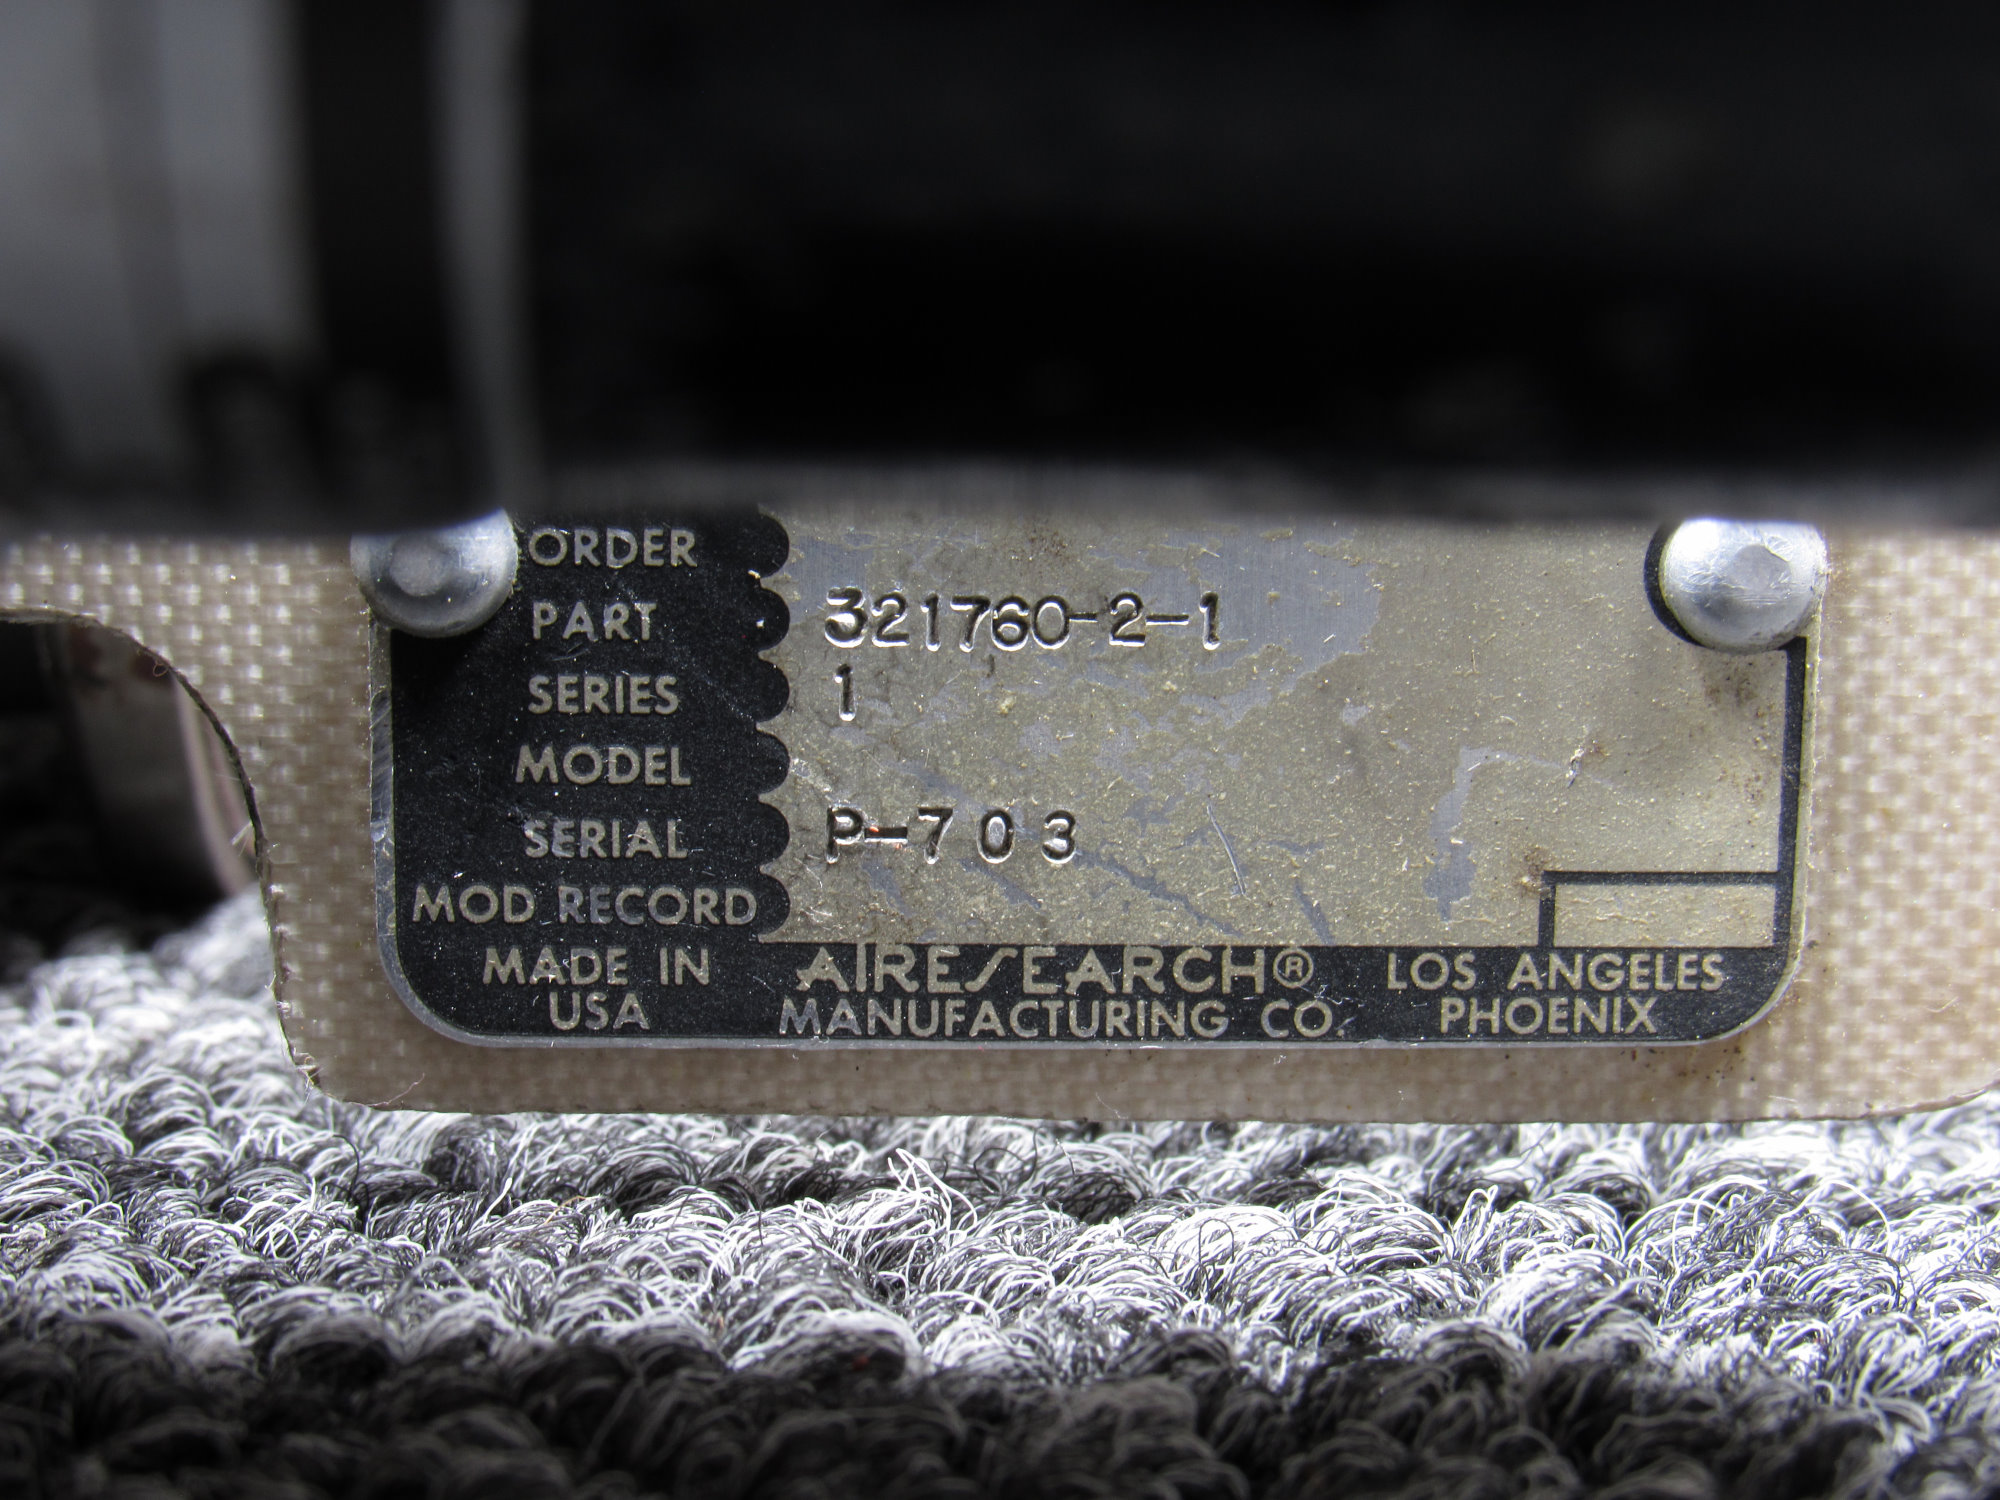 ORDER
PART 321760-2-1
SERIES 1
MODEL
SERIAL P-703
MOD RECORD
MADE IN USA
AIRESEARCH®
MANUFACTURING CO.
LOS ANGELES
PHOENIX